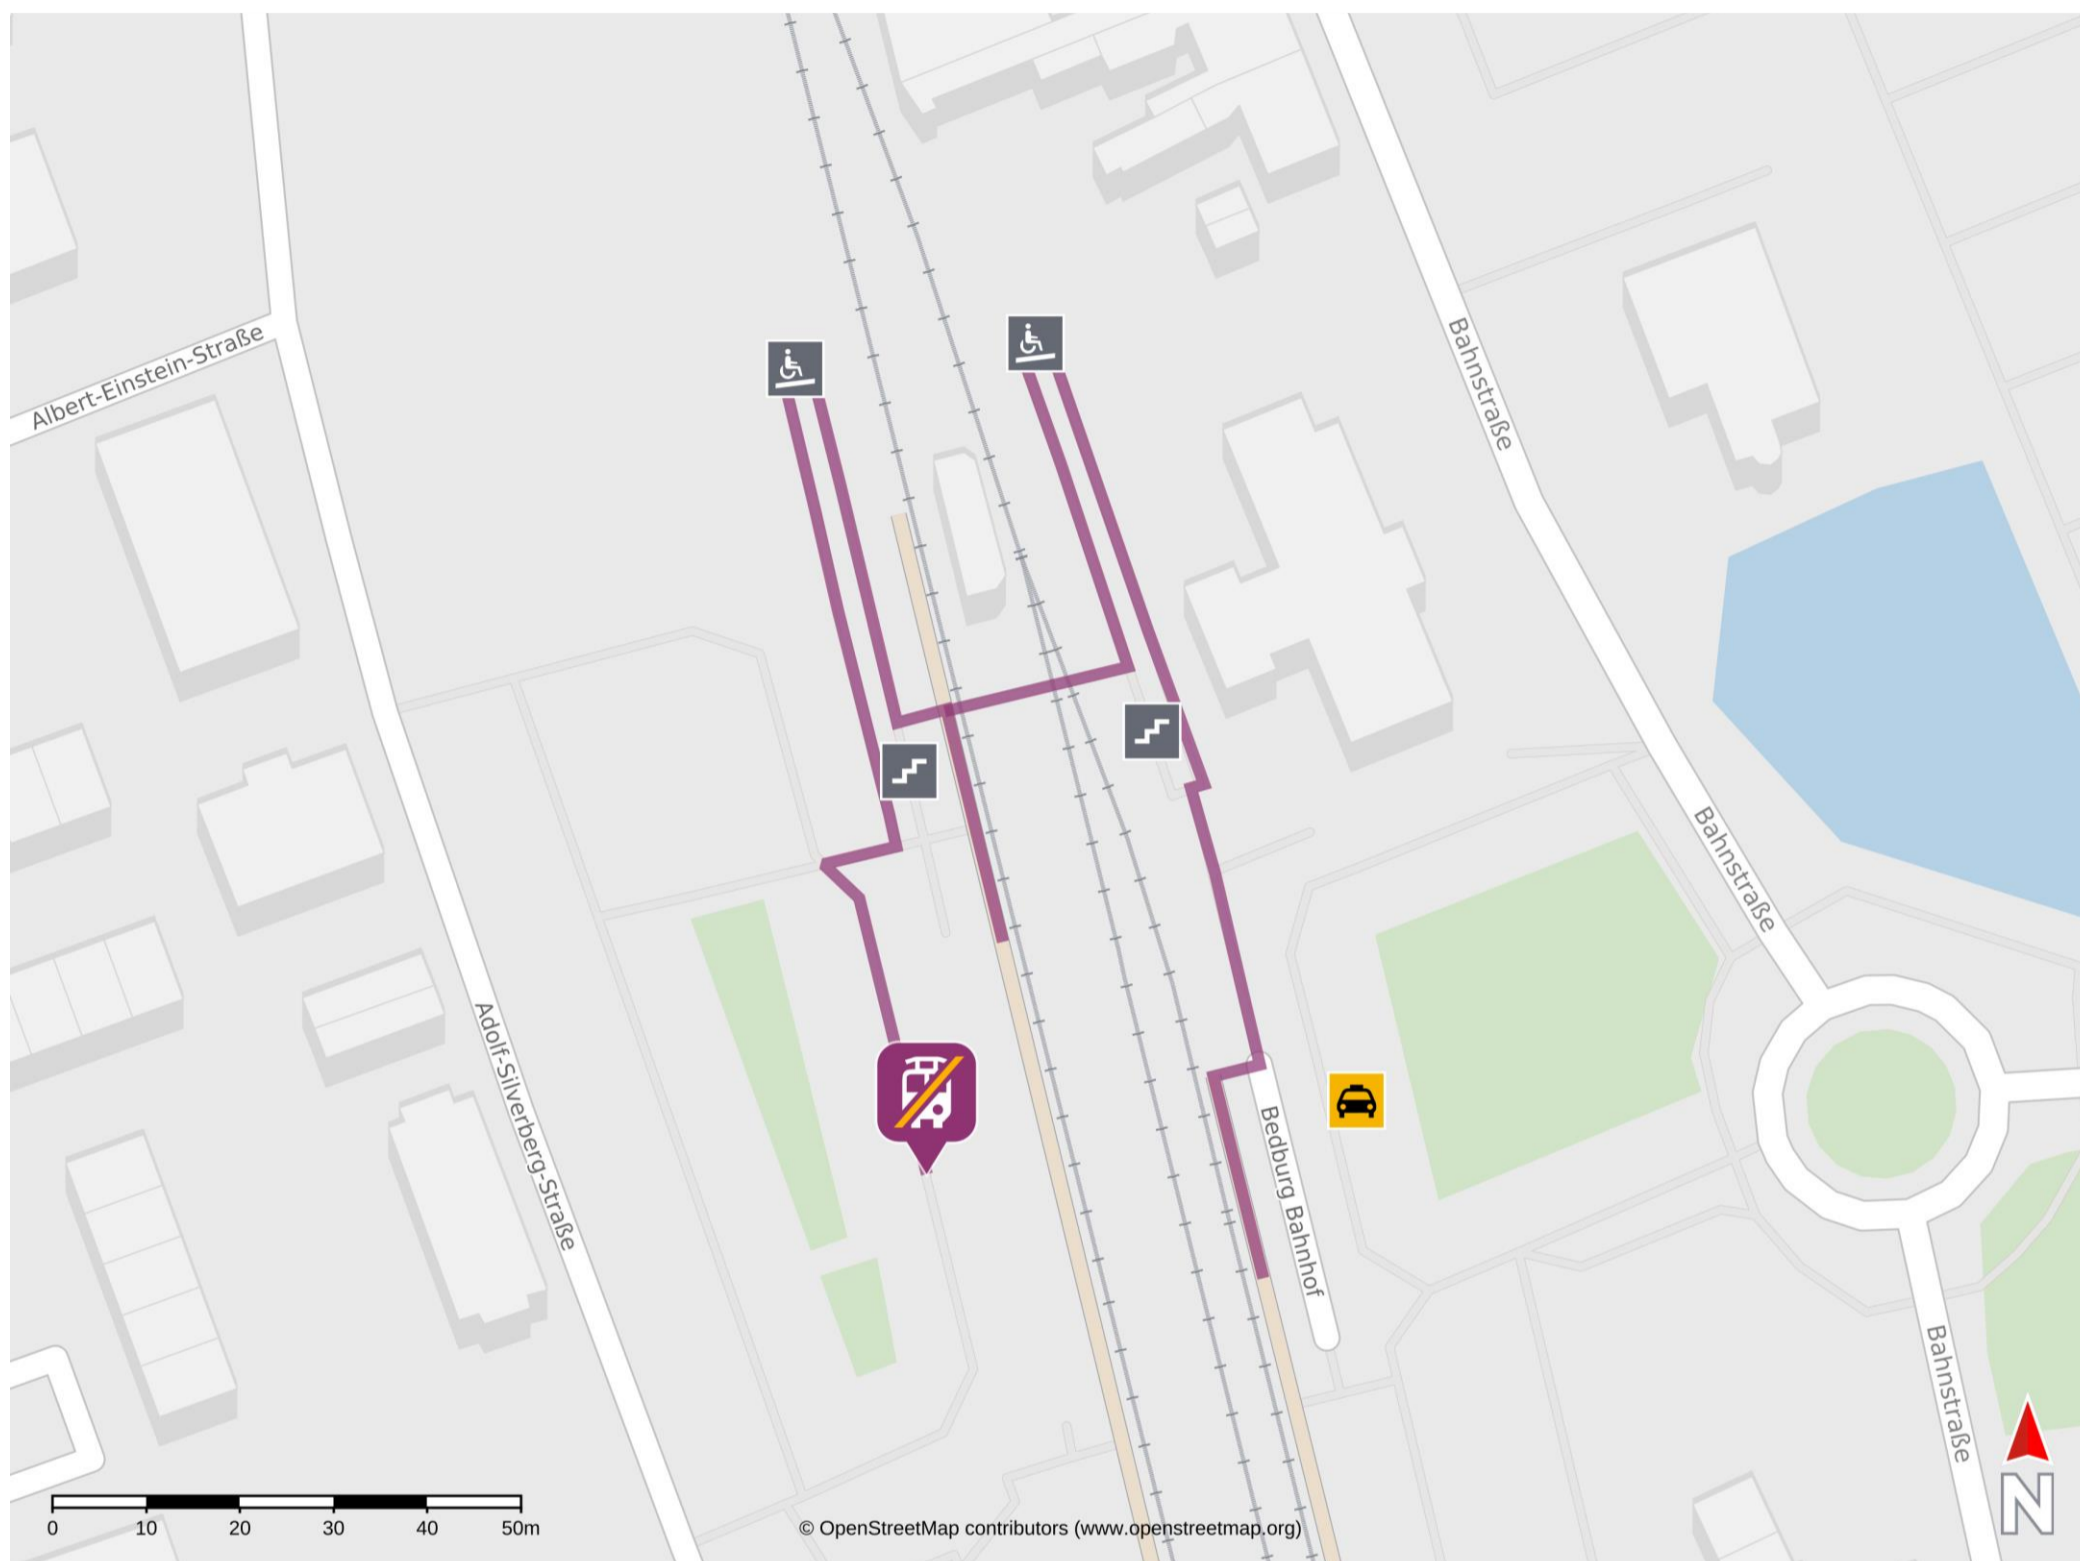 Albert-Einstein-Straße
Bahnstraße
Bahnstraße
Adolf-Silverberg-Straße
Bedburg Bahnhof
Bahnstraße
N
0 10 20 30 40 50m
© OpenStreetMap contributors (www.openstreetmap.org)